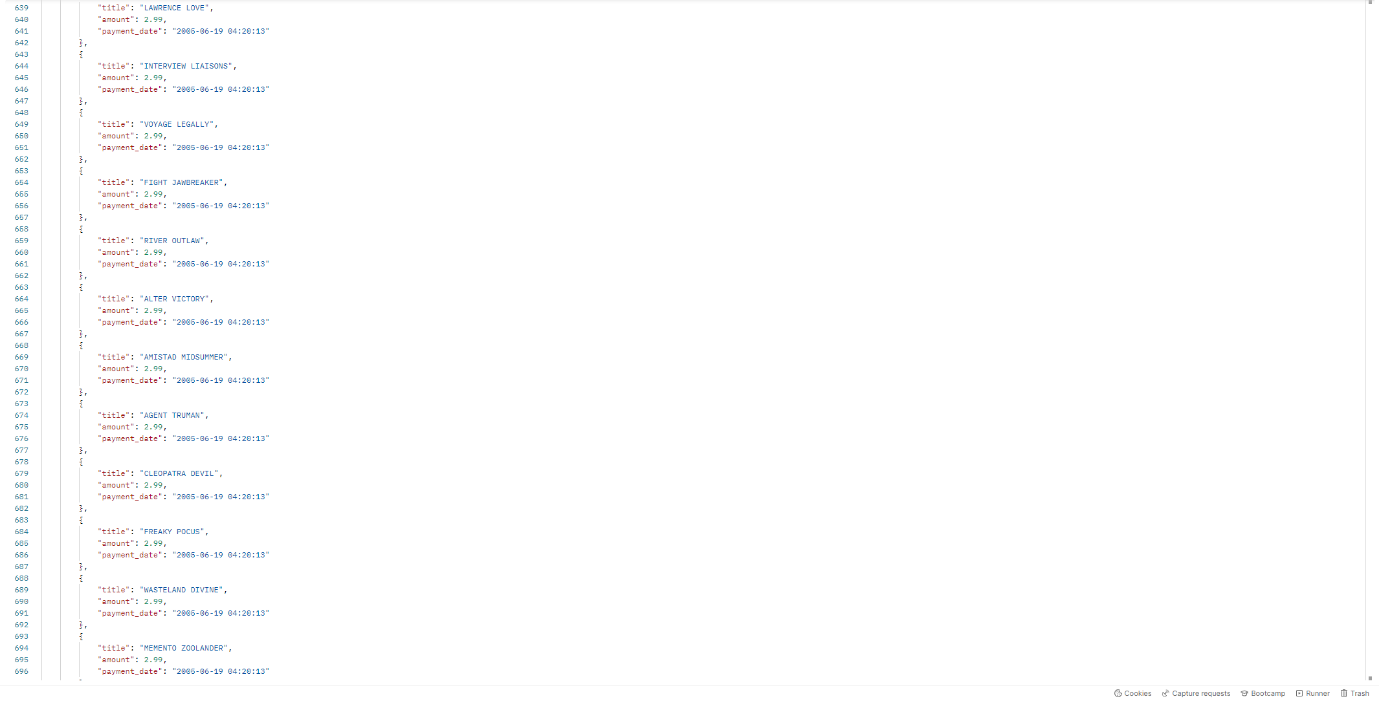 639 "title": "LAWRENCE LOVE",
640 "amount": 2.99,
641 "payment_date": "2005-06-19 04:20:13"
642 },
643 {
644 "title": "INTERVIEW LIAISONS",
645 "amount": 2.99,
646 "payment_date": "2005-06-19 04:20:13"
647 },
648 {
649 "title": "VOYAGE LEGALLY",
650 "amount": 2.99,
651 "payment_date": "2005-06-19 04:20:13"
652 },
653 {
654 "title": "FIGHT JAWBREAKER",
655 "amount": 2.99,
656 "payment_date": "2005-06-19 04:20:13"
657 },
658 {
659 "title": "RIVER OUTLAW",
660 "amount": 2.99,
661 "payment_date": "2005-06-19 04:20:13"
662 },
663 {
664 "title": "ALTER VICTORY",
665 "amount": 2.99,
666 "payment_date": "2005-06-19 04:20:13"
667 },
668 {
669 "title": "AMISTAD MIDSUMMER",
670 "amount": 2.99,
671 "payment_date": "2005-06-19 04:20:13"
672 },
673 {
674 "title": "AGENT TRUMAN",
675 "amount": 2.99,
676 "payment_date": "2005-06-19 04:20:13"
677 },
678 {
679 "title": "CLEOPATRA DEVIL",
680 "amount": 2.99,
681 "payment_date": "2005-06-19 04:20:13"
682 },
683 {
684 "title": "FREAKY POCUS",
685 "amount": 2.99,
686 "payment_date": "2005-06-19 04:20:13"
687 },
688 {
689 "title": "WASTELAND DIVINE",
690 "amount": 2.99,
691 "payment_date": "2005-06-19 04:20:13"
692 },
693 {
694 "title": "MEMENTO ZOOLANDER",
695 "amount": 2.99,
696 "payment_date": "2005-06-19 04:20:13"
Cookies Capture requests Bootcamp Runner Trash